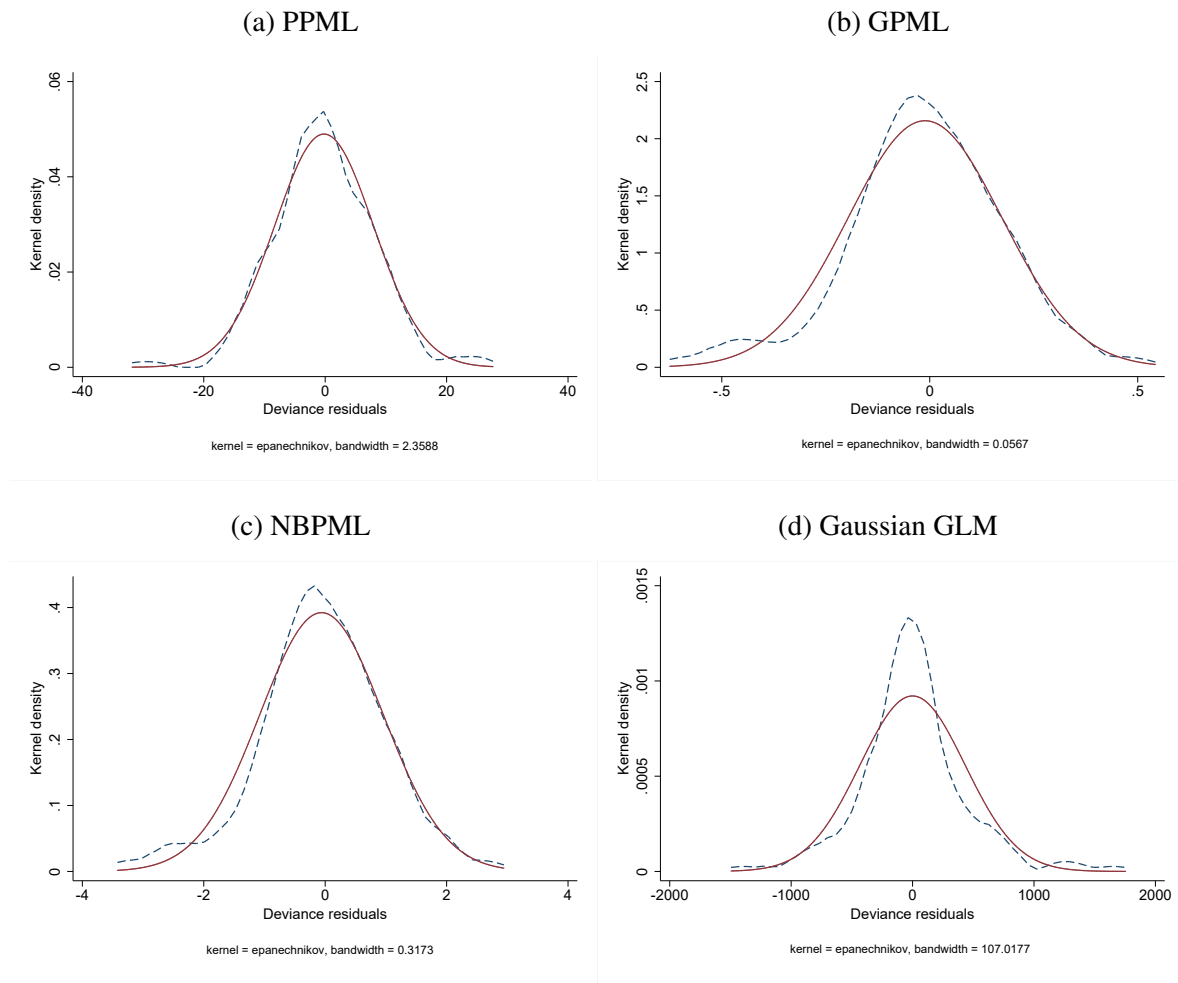 (a) PPML
Kernel density
0
.02
.04
.06
-40
-20
0
20
40
Deviance residuals
kernel = epanechnikov, bandwidth = 2.3588
(b) GPML
Kernel density
0
.5
1
1.5
2
2.5
-.5
0
.5
Deviance residuals
kernel = epanechnikov, bandwidth = 0.0567
(c) NBPML
Kernel density
0
.1
.2
.3
.4
-4
-2
0
2
4
Deviance residuals
kernel = epanechnikov, bandwidth = 0.3173
(d) Gaussian GLM
Kernel density
0
.0005
.001
.0015
-2000
-1000
0
1000
2000
Deviance residuals
kernel = epanechnikov, bandwidth = 107.0177